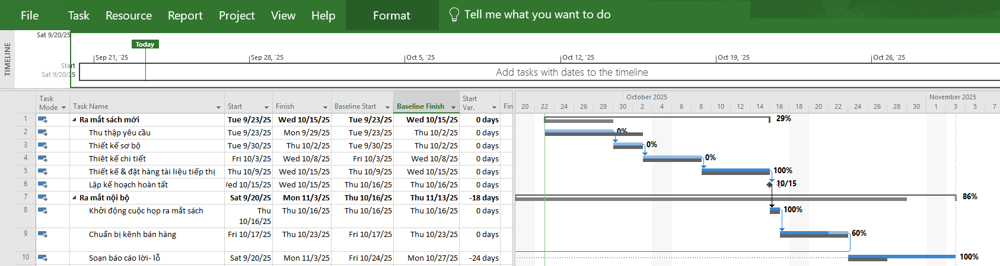 File Task Resource Report Project View Help Format Tell me what you want to do
TIMELINE
Sat 9/20/25
Today
Sep 21, '25 Sep 28, '25 Oct 5, '25 Oct 12, '25 Oct 19, '25 Oct 26, '25
Start
Sat 9/20/25
Add tasks with dates to the timeline
Task Mode Task Name Start Finish Baseline Start Baseline Finish Start Var. Fin
October 2025 November 2025
20 22 24 26 28 30 2 4 6 8 10 12 14 16 18 20 22 24 26 28 30 1 3 5 7
1 Ra mắt sách mới Tue 9/23/25 Wed 10/15/25 Tue 9/23/25 Wed 10/15/25 0 days 29%
2 Thu thập yêu cầu Tue 9/23/25 Mon 9/29/25 Tue 9/23/25 Thu 10/2/25 0 days 0%
3 Thiết kế sơ bộ Tue 9/30/25 Thu 10/2/25 Tue 9/30/25 Thu 10/2/25 0 days 0%
4 Thiêt kế chi tiết Fri 10/3/25 Wed 10/8/25 Fri 10/3/25 Wed 10/8/25 0 days 0%
5 Thiết kế & đặt hàng tài liệu tiếp thị Thu 10/9/25 Wed 10/15/25 Thu 10/9/25 Wed 10/15/25 0 days 100%
6 Lập kế hoạch hoàn tất Wed 10/15/25 Wed 10/15/25 Thu 10/16/25 Thu 10/16/25 0 days 10/15
7 Ra mắt nội bộ Sat 9/20/25 Mon 11/3/25 Thu 10/16/25 Thu 11/13/25 -18 days 86%
8 Khởi động cuộc họp ra mắt sách Thu 10/16/25 Thu 10/16/25 Thu 10/16/25 Thu 10/16/25 0 days 100%
9 Chuẩn bị kênh bán hàng Fri 10/17/25 Thu 10/23/25 Fri 10/17/25 Thu 10/23/25 0 days 60%
10 Soạn báo cáo lời- lỗ Sat 9/20/25 Mon 11/3/25 Fri 10/24/25 Mon 10/27/25 -24 days 100%